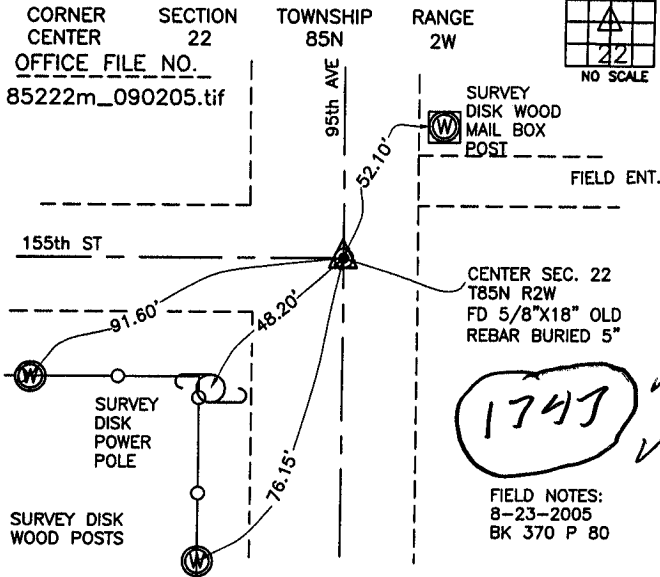 CORNER SECTION TOWNSHIP RANGE
CENTER 22 85N 2W
OFFICE FILE NO.
85222m_090205.tif
22
NO SCALE
95th AVE
SURVEY
DISK WOOD
MAIL BOX
POST
W
52.10'
FIELD ENT.
155th ST
CENTER SEC. 22
T85N R2W
FD 5/8"X18" OLD
REBAR BURIED 5"
91.60'
48.20'
W
SURVEY
DISK
POWER
POLE
76.15'
SURVEY DISK
WOOD POSTS
W
FIELD NOTES:
8-23-2005
BK 370 P 80